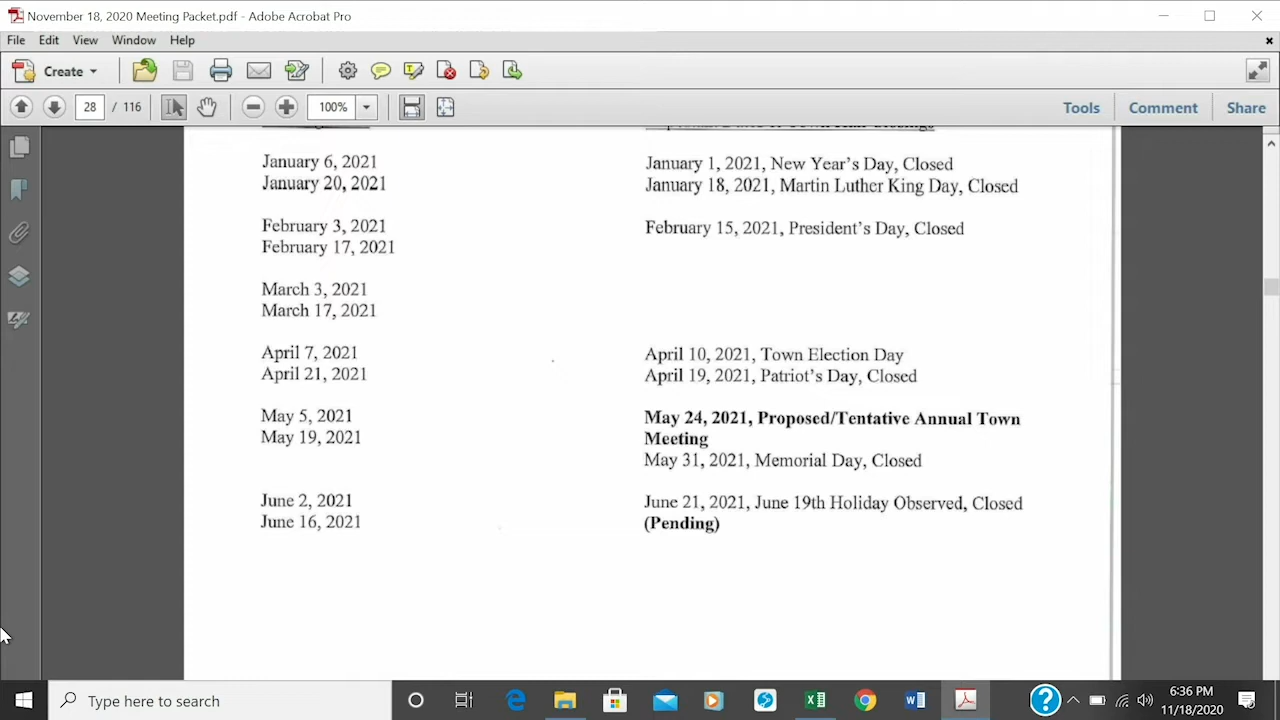 November 18, 2020 Meeting Packet.pdf - Adobe Acrobat Pro
File Edit View Window Help
Create
28 / 116 100% Tools Comment Share
January 6, 2021
January 20, 2021
January 1, 2021, New Year's Day, Closed
January 18, 2021, Martin Luther King Day, Closed
February 3, 2021
February 17, 2021
February 15, 2021, President's Day, Closed
March 3, 2021
March 17, 2021
April 7, 2021
April 21, 2021
April 10, 2021, Town Election Day
April 19, 2021, Patriot's Day, Closed
May 5, 2021
May 19, 2021
May 24, 2021, Proposed/Tentative Annual Town
Meeting
May 31, 2021, Memorial Day, Closed
June 2, 2021
June 16, 2021
June 21, 2021, June 19th Holiday Observed, Closed
(Pending)
Type here to search
6:36 PM
11/18/2020